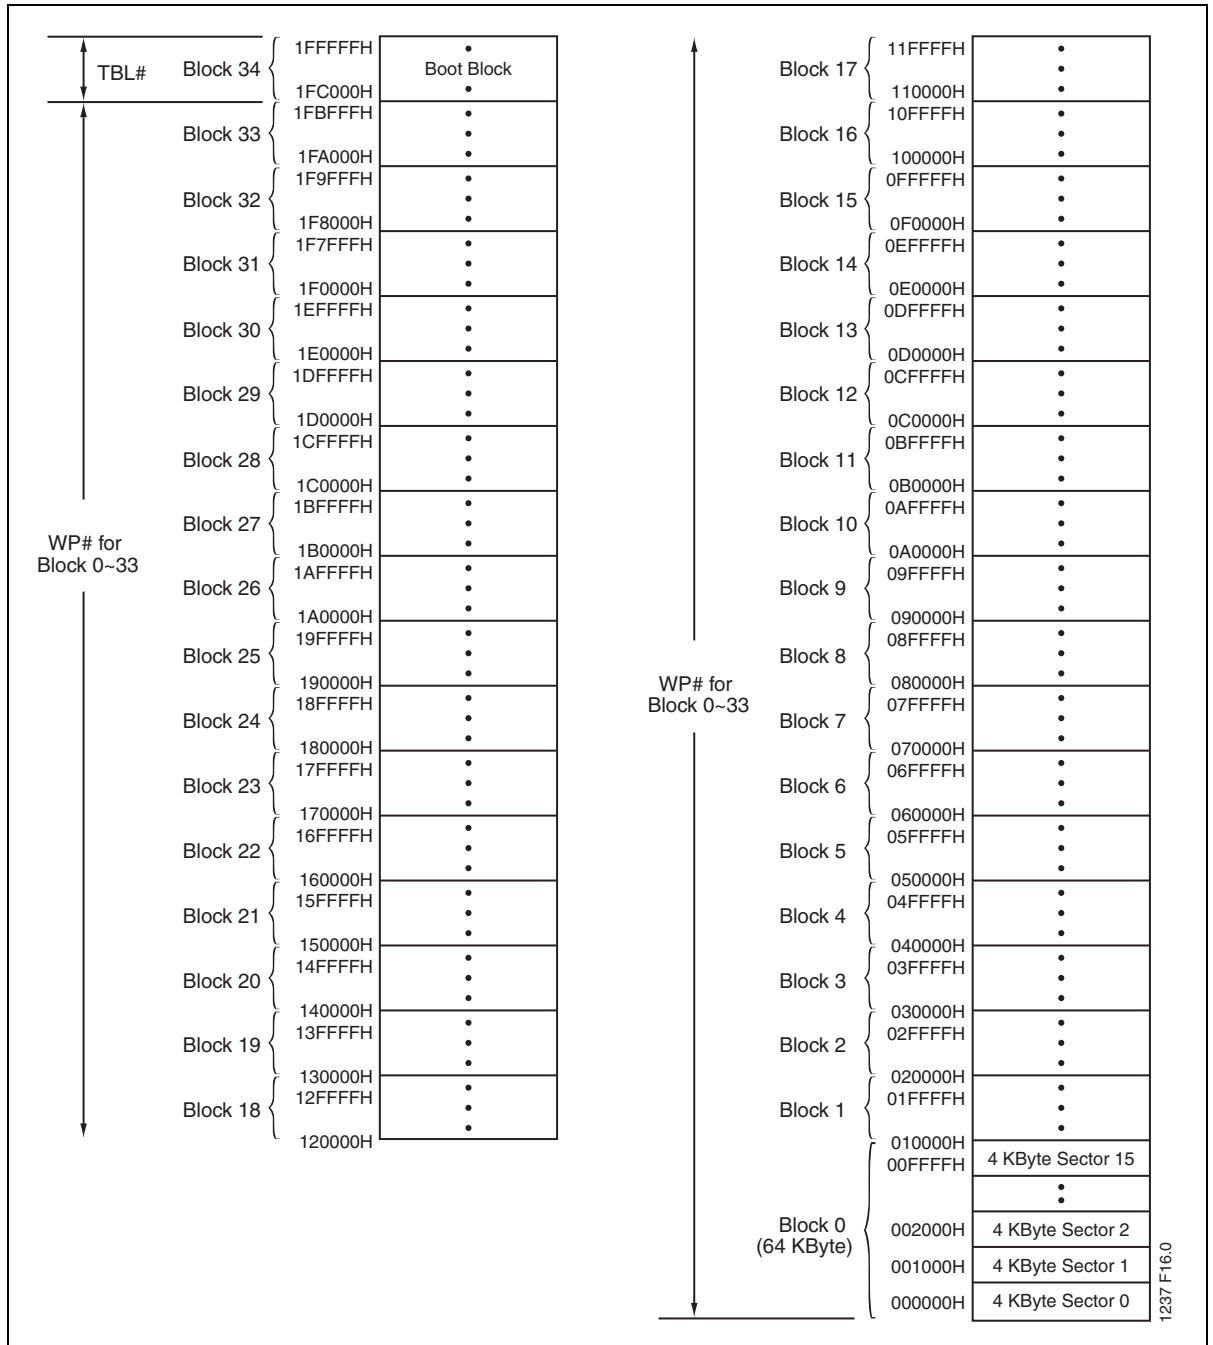 TBL#
WP# for
Block 0~33
Block 34
1FFFFFH
Boot Block
1FC000H
Block 33
1FBFFFH
1FA000H
Block 32
1F9FFFH
1F8000H
Block 31
1F7FFFH
1F0000H
Block 30
1EFFFFH
1E0000H
Block 29
1DFFFFH
1D0000H
Block 28
1CFFFFH
1C0000H
Block 27
1BFFFFH
1B0000H
Block 26
1AFFFFH
1A0000H
Block 25
19FFFFH
190000H
Block 24
18FFFFH
180000H
Block 23
17FFFFH
170000H
Block 22
16FFFFH
160000H
Block 21
15FFFFH
150000H
Block 20
14FFFFH
140000H
Block 19
13FFFFH
130000H
Block 18
12FFFFH
120000H
WP# for
Block 0~33
Block 17
11FFFFH
110000H
Block 16
10FFFFH
100000H
Block 15
0FFFFFH
0F0000H
Block 14
0EFFFFH
0E0000H
Block 13
0DFFFFH
0D0000H
Block 12
0CFFFFH
0C0000H
Block 11
0BFFFFH
0B0000H
Block 10
0AFFFFH
0A0000H
Block 9
09FFFFH
090000H
Block 8
08FFFFH
080000H
Block 7
07FFFFH
070000H
Block 6
06FFFFH
060000H
Block 5
05FFFFH
050000H
Block 4
04FFFFH
040000H
Block 3
03FFFFH
030000H
Block 2
02FFFFH
020000H
Block 1
01FFFFH
010000H
Block 0
(64 KByte)
00FFFFH
4 KByte Sector 15
002000H
4 KByte Sector 2
001000H
4 KByte Sector 1
000000H
4 KByte Sector 0
1237 F16.0